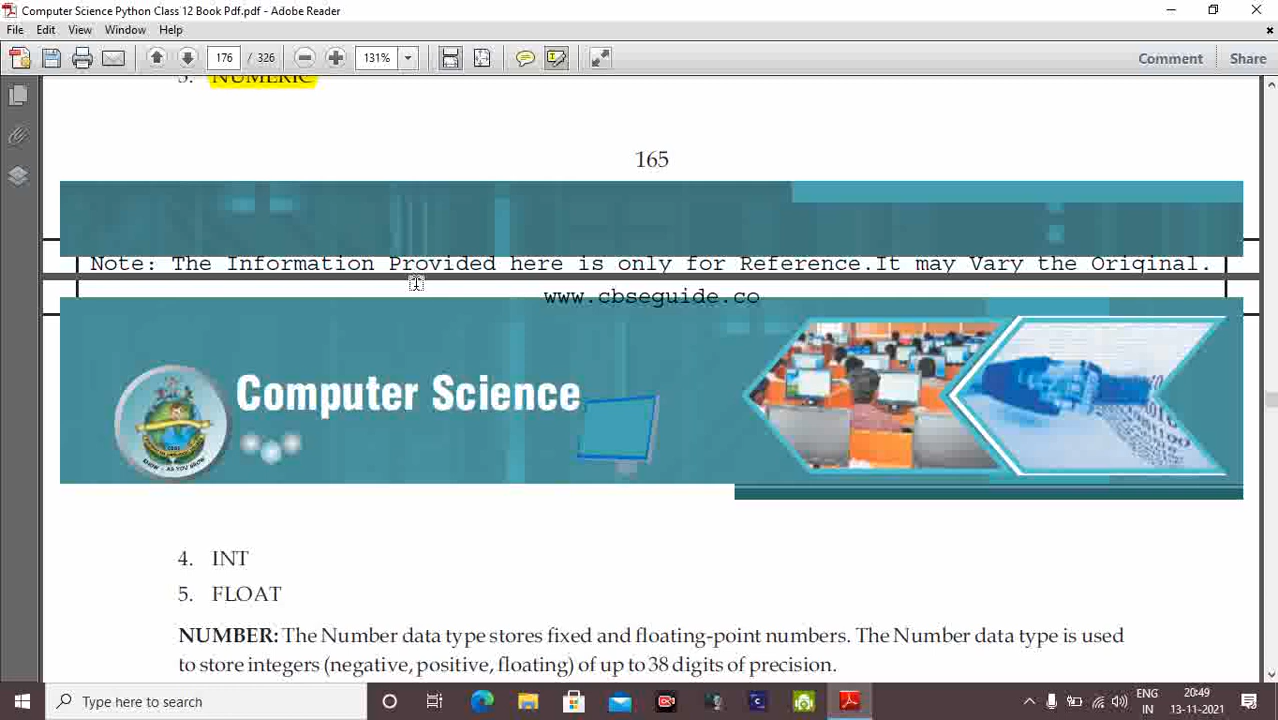 Computer Science Python Class 12 Book Pdf.pdf - Adobe Reader
File Edit View Window Help
176 / 326 131% Comment Share
3. NUMERIC
165
Note: The Information Provided here is only for Reference.It may Vary the Original.
www.cbseguide.co
Computer Science
4. INT
5. FLOAT
NUMBER: The Number data type stores fixed and floating-point numbers. The Number data type is used
to store integers (negative, positive, floating) of up to 38 digits of precision.
Type here to search
ENG
IN
20:49
13-11-2021